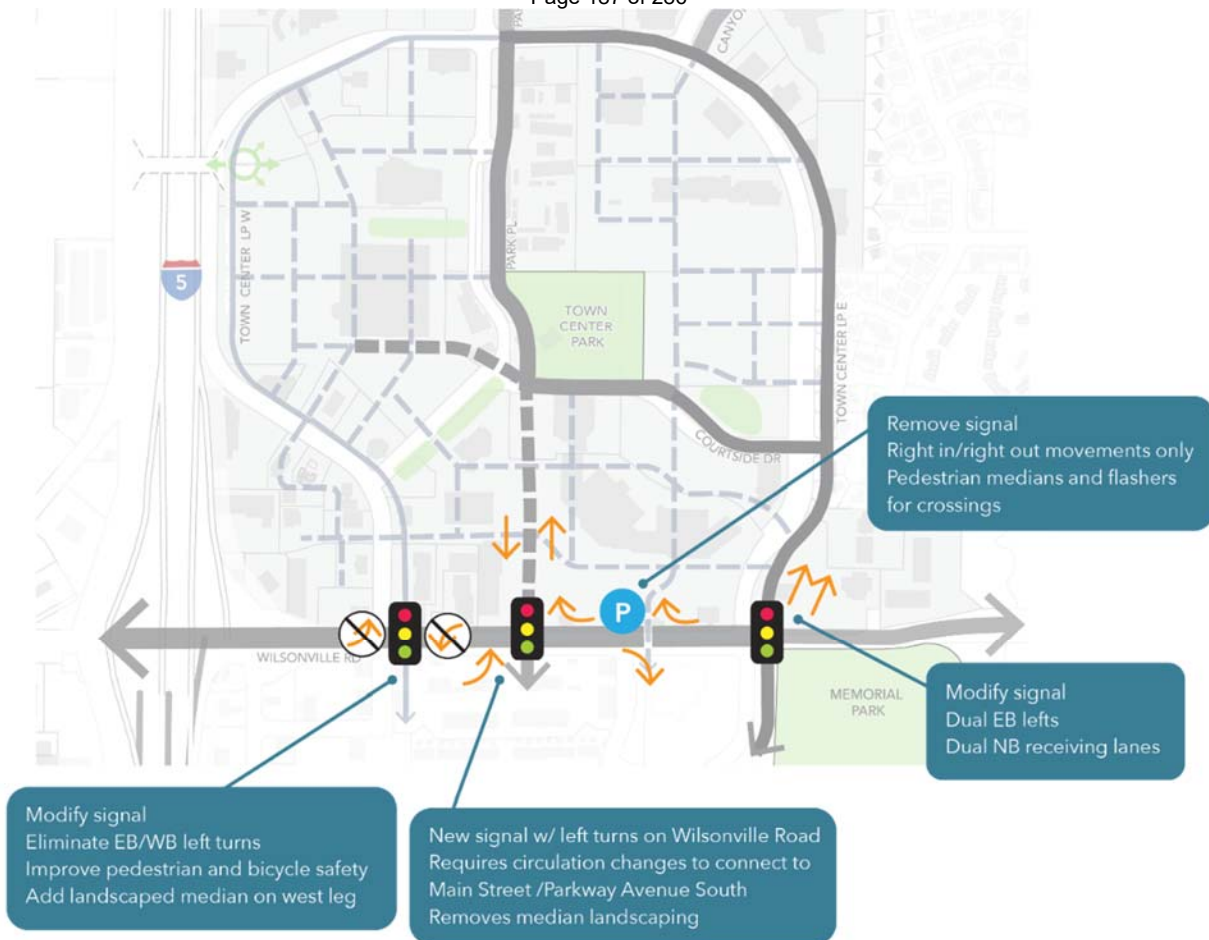 CANYON
TOWN CENTER LP W
5
PARK PL
TOWN
CENTER
PARK
TOWN CENTER LP E
COURTSIDE DR
Remove signal
Right in/right out movements only
Pedestrian medians and flashers
for crossings
P
WILSONVILLE RD
MEMORIAL
PARK
Modify signal
Dual EB lefts
Dual NB receiving lanes
Modify signal
Eliminate EB/WB left turns
Improve pedestrian and bicycle safety
Add landscaped median on west leg
New signal w/ left turns on Wilsonville Road
Requires circulation changes to connect to
Main Street /Parkway Avenue South
Removes median landscaping